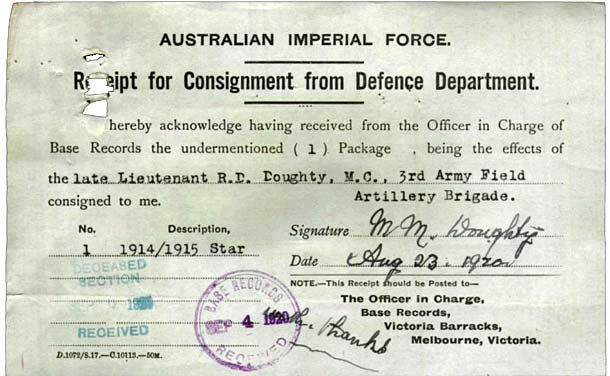 AUSTRALIAN IMPERIAL FORCE.
Receipt for Consignment from Defence Department.
hereby acknowledge having received from the Officer in Charge of
Base Records the undermentioned (1) Package , being the effects of
the late Lieutenant R.D. Doughty, M.C., 3rd Army Field
consigned to me. Artillery Brigade.
No. Description,
1 1914/1915 Star
Signature M.M. Doughty
Date Aug 23. 1920
NOTE.—This Receipt should be Posted to—
The Officer in Charge,
Base Records,
Victoria Barracks,
Melbourne, Victoria.
With Thanks
DECEASED
SECTION
RECEIVED
BASE RECORDS
SEP 4 1920
RECEIVED
D.1072/8.17.—C.10113.—50M.